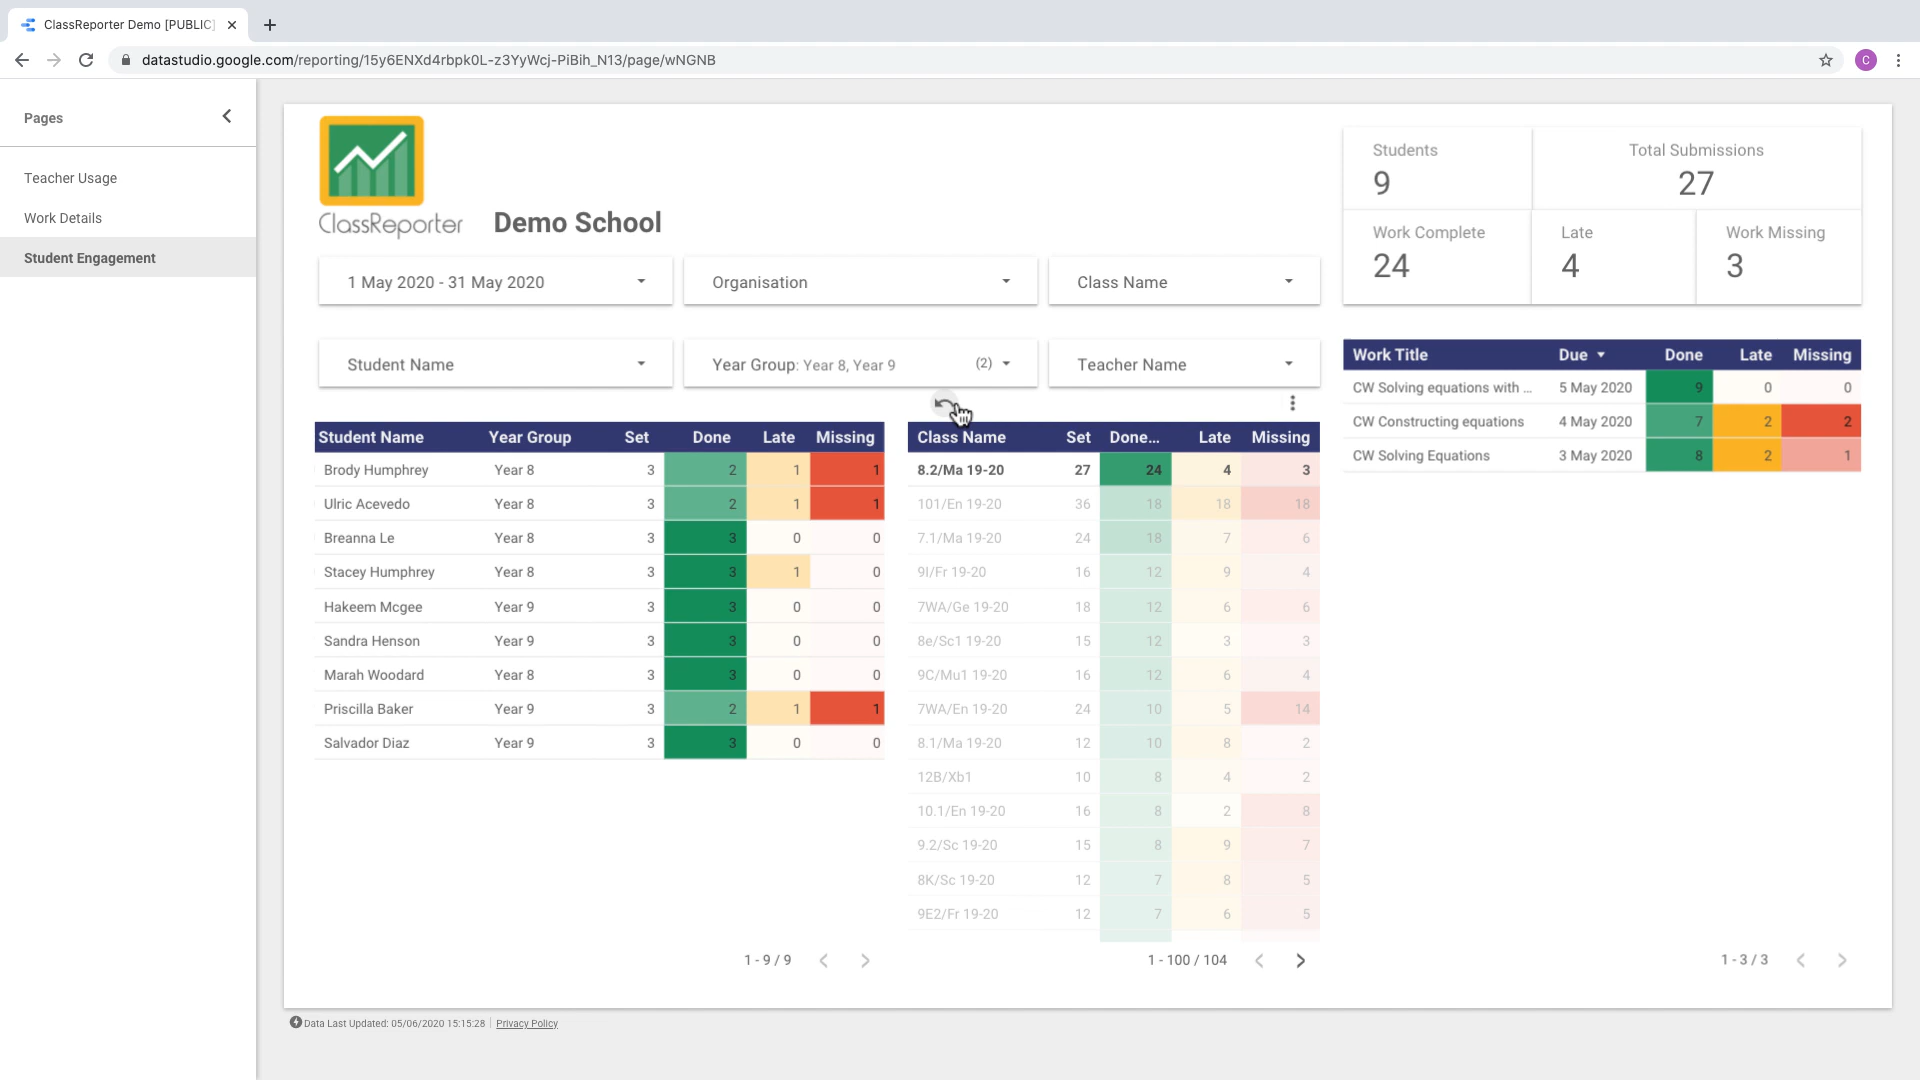 ClassReporter Demo [PUBLIC]
datastudio.google.com/reporting/15y6ENXd4rbpk0L-z3YyWcj-PiBih_N13/page/wNGNB
C
Pages
Teacher Usage
Work Details
Student Engagement
ClassReporter
Demo School
Students
9
Total Submissions
27
Work Complete
24
Late
4
Work Missing
3
1 May 2020 - 31 May 2020
Organisation
Class Name
Student Name
Year Group: Year 8, Year 9 (2)
Teacher Name
Student Name Year Group Set Done Late Missing
Brody Humphrey Year 8 3 2 1 1
Ulric Acevedo Year 8 3 2 1 1
Breanna Le Year 8 3 3 0 0
Stacey Humphrey Year 8 3 3 1 0
Hakeem Mcgee Year 9 3 3 0 0
Sandra Henson Year 9 3 3 0 0
Marah Woodard Year 8 3 3 0 0
Priscilla Baker Year 9 3 2 1 1
Salvador Diaz Year 9 3 3 0 0
1 - 9 / 9
Class Name Set Done... Late Missing
8.2/Ma 19-20 27 24 4 3
101/En 19-20 36 18 18 18
7.1/Ma 19-20 24 18 7 6
9I/Fr 19-20 16 12 9 4
7WA/Ge 19-20 18 12 6 6
8e/Sc1 19-20 15 12 3 3
9C/Mu1 19-20 16 12 6 4
7WA/En 19-20 24 10 5 14
8.1/Ma 19-20 12 10 8 2
12B/Xb1 10 8 4 2
10.1/En 19-20 16 8 2 8
9.2/Sc 19-20 15 8 9 7
8K/Sc 19-20 12 7 8 5
9E2/Fr 19-20 12 7 6 5
1 - 100 / 104
Work Title Due Done Late Missing
CW Solving equations with ... 5 May 2020 9 0 0
CW Constructing equations 4 May 2020 7 2 2
CW Solving Equations 3 May 2020 8 2 1
1 - 3 / 3
Data Last Updated: 05/06/2020 15:15:28 | Privacy Policy